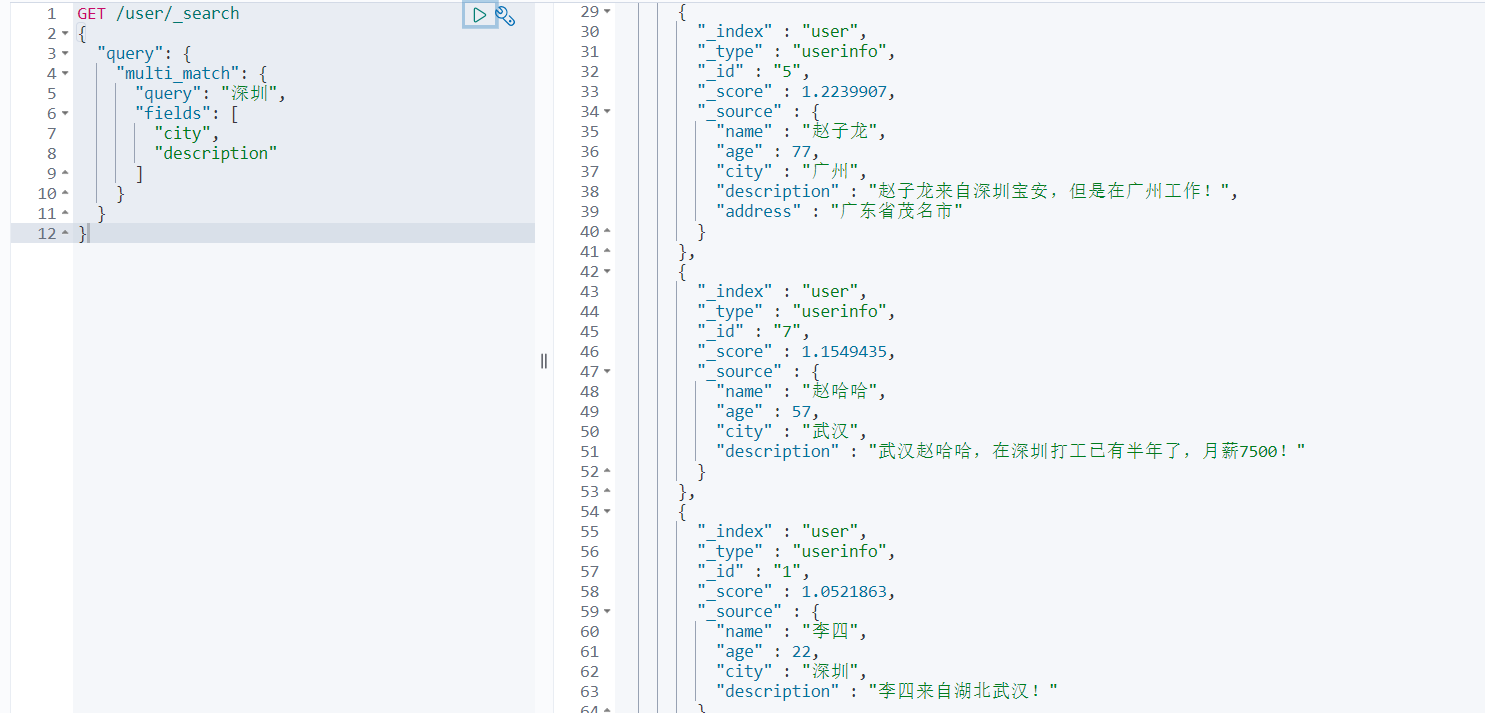 1 GET /user/_search
2 {
3 "query": {
4 "multi_match": {
5 "query": "深圳",
6 "fields": [
7 "city",
8 "description"
9 ]
10 }
11 }
12 }
29 {
30 "_index" : "user",
31 "_type" : "userinfo",
32 "_id" : "5",
33 "_score" : 1.2239907,
34 "_source" : {
35 "name" : "赵子龙",
36 "age" : 77,
37 "city" : "广州",
38 "description" : "赵子龙来自深圳宝安，但是在广州工作！",
39 "address" : "广东省茂名市"
40 }
41 },
42 {
43 "_index" : "user",
44 "_type" : "userinfo",
45 "_id" : "7",
46 "_score" : 1.1549435,
47 "_source" : {
48 "name" : "赵哈哈",
49 "age" : 57,
50 "city" : "武汉",
51 "description" : "武汉赵哈哈，在深圳打工已有半年了，月薪7500！"
52 }
53 },
54 {
55 "_index" : "user",
56 "_type" : "userinfo",
57 "_id" : "1",
58 "_score" : 1.0521863,
59 "_source" : {
60 "name" : "李四",
61 "age" : 22,
62 "city" : "深圳",
63 "description" : "李四来自湖北武汉！"
64 }